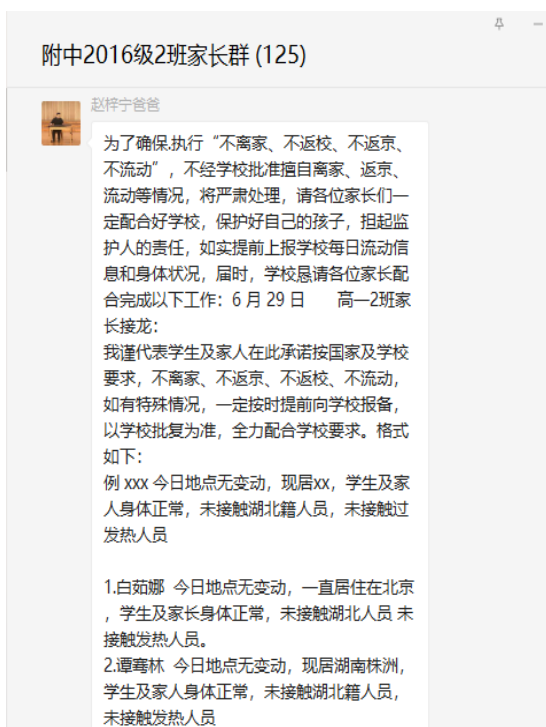 附中2016级2班家长群 (125)
赵梓宁爸爸
为了确保.执行“不离家、不返校、不返京、
不流动”，不经学校批准擅自离家、返京、
流动等情况，将严肃处理，请各位家长们一
定配合好学校，保护好自己的孩子，担起监
护人的责任，如实提前上报学校每日流动信
息和身体状况，届时，学校恳请各位家长配
合完成以下工作：6 月 29 日 高一2班家
长接龙：
我谨代表学生及家人在此承诺按国家及学校
要求，不离家、不返京、不返校、不流动，
如有特殊情况，一定按时提前向学校报备，
以学校批复为准，全力配合学校要求。格式
如下：
例 xxx 今日地点无变动，现居xx，学生及家
人身体正常，未接触湖北籍人员，未接触过
发热人员
1.白茹娜 今日地点无变动，一直居住在北京
，学生及家长身体正常，未接触湖北人员 未
接触发热人员。
2.谭骞林 今日地点无变动，现居湖南株洲，
学生及家人身体正常，未接触湖北籍人员，
未接触发热人员